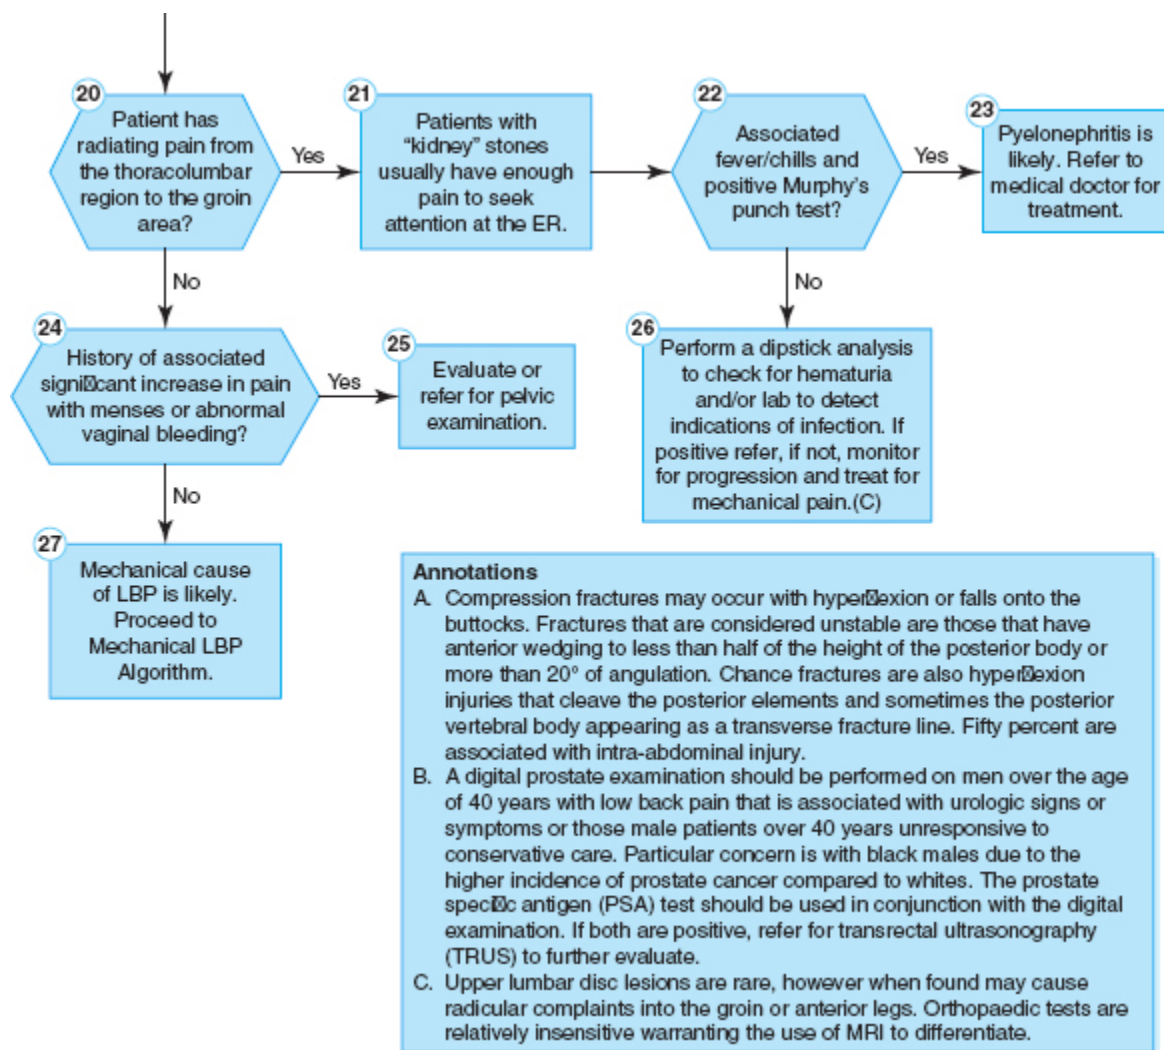 20
Patient has
radiating pain from
the thoracolumbar
region to the groin
area?
Yes
21
Patients with
“kidney” stones
usually have enough
pain to seek
attention at the ER.
22
Associated
fever/chills and
positive Murphy’s
punch test?
Yes
23
Pyelonephritis is
likely. Refer to
medical doctor for
treatment.
No
No
24
History of associated
signi☒cant increase in pain
with menses or abnormal
vaginal bleeding?
Yes
25
Evaluate or
refer for pelvic
examination.
26
Perform a dipstick analysis
to check for hematuria
and/or lab to detect
indications of infection. If
positive refer, if not, monitor
for progression and treat for
mechanical pain.(C)
No
27
Mechanical cause
of LBP is likely.
Proceed to
Mechanical LBP
Algorithm.
Annotations
A. Compression fractures may occur with hyper☒exion or falls onto the
buttocks. Fractures that are considered unstable are those that have
anterior wedging to less than half of the height of the posterior body or
more than 20° of angulation. Chance fractures are also hyper☒exion
injuries that cleave the posterior elements and sometimes the posterior
vertebral body appearing as a transverse fracture line. Fifty percent are
associated with intra-abdominal injury.
B. A digital prostate examination should be performed on men over the age
of 40 years with low back pain that is associated with urologic signs or
symptoms or those male patients over 40 years unresponsive to
conservative care. Particular concern is with black males due to the
higher incidence of prostate cancer compared to whites. The prostate
speci☒c antigen (PSA) test should be used in conjunction with the digital
examination. If both are positive, refer for transrectal ultrasonography
(TRUS) to further evaluate.
C. Upper lumbar disc lesions are rare, however when found may cause
radicular complaints into the groin or anterior legs. Orthopaedic tests are
relatively insensitive warranting the use of MRI to differentiate.